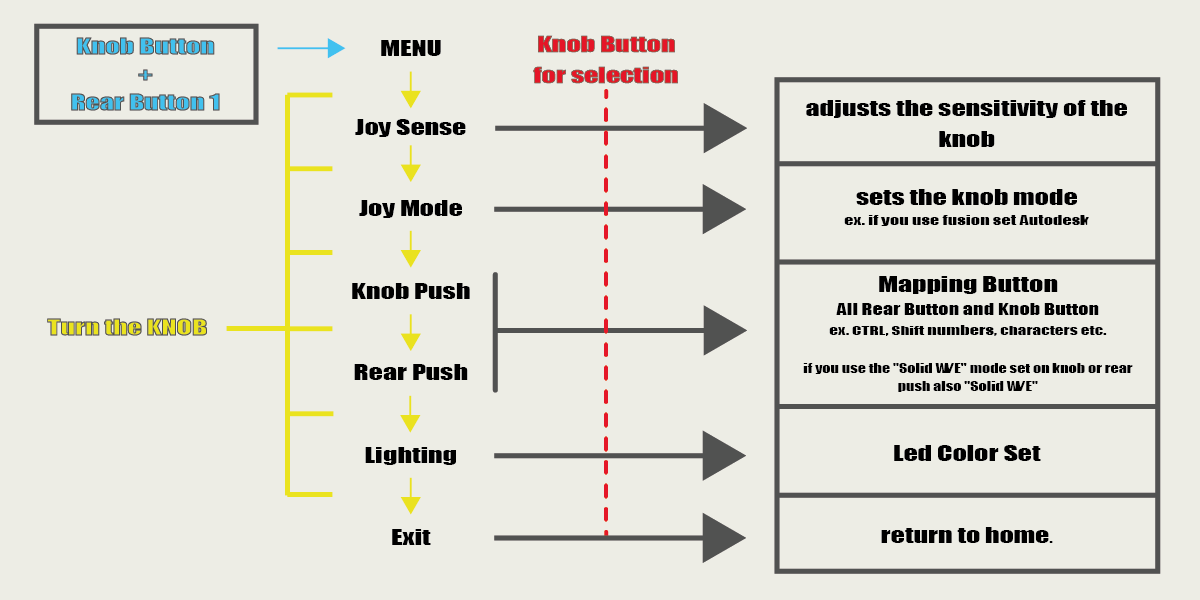 Knob Button
+
Rear Button 1
MENU
Knob Button
for selection
Turn the KNOB
Joy Sense
adjusts the sensitivity of the
knob
Joy Mode
sets the knob mode
ex. if you use fusion set Autodesk
Knob Push
Rear Push
Mapping Button
All Rear Button and Knob Button
ex. CTRL, Shift numbers, characters etc.
if you use the "Solid W/E" mode set on knob or rear
push also "Solid W/E"
Lighting
Led Color Set
Exit
return to home.